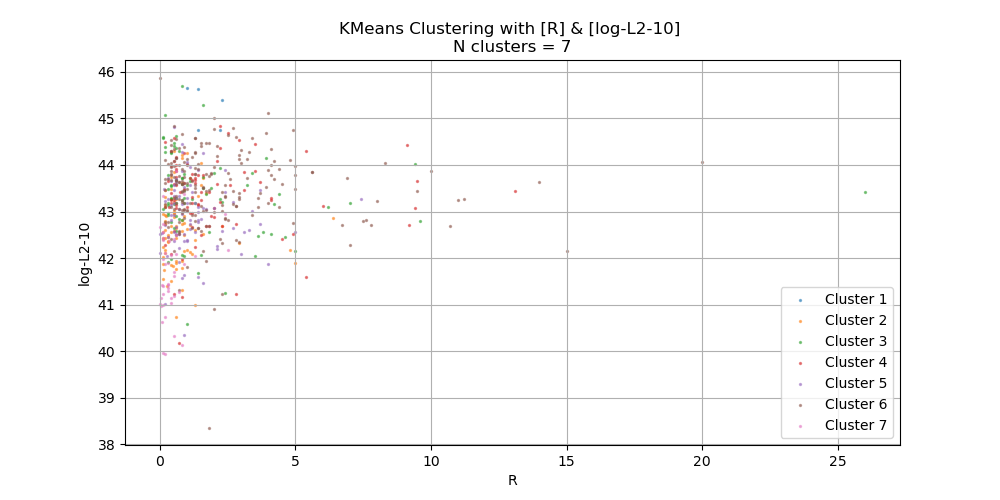 KMeans Clustering with [R] & [log-L2-10]
N clusters = 7
46
45
44
43
42
41
40
39
38
log-L2-10
0 5 10 15 20 25
R
Cluster 1
Cluster 2
Cluster 3
Cluster 4
Cluster 5
Cluster 6
Cluster 7